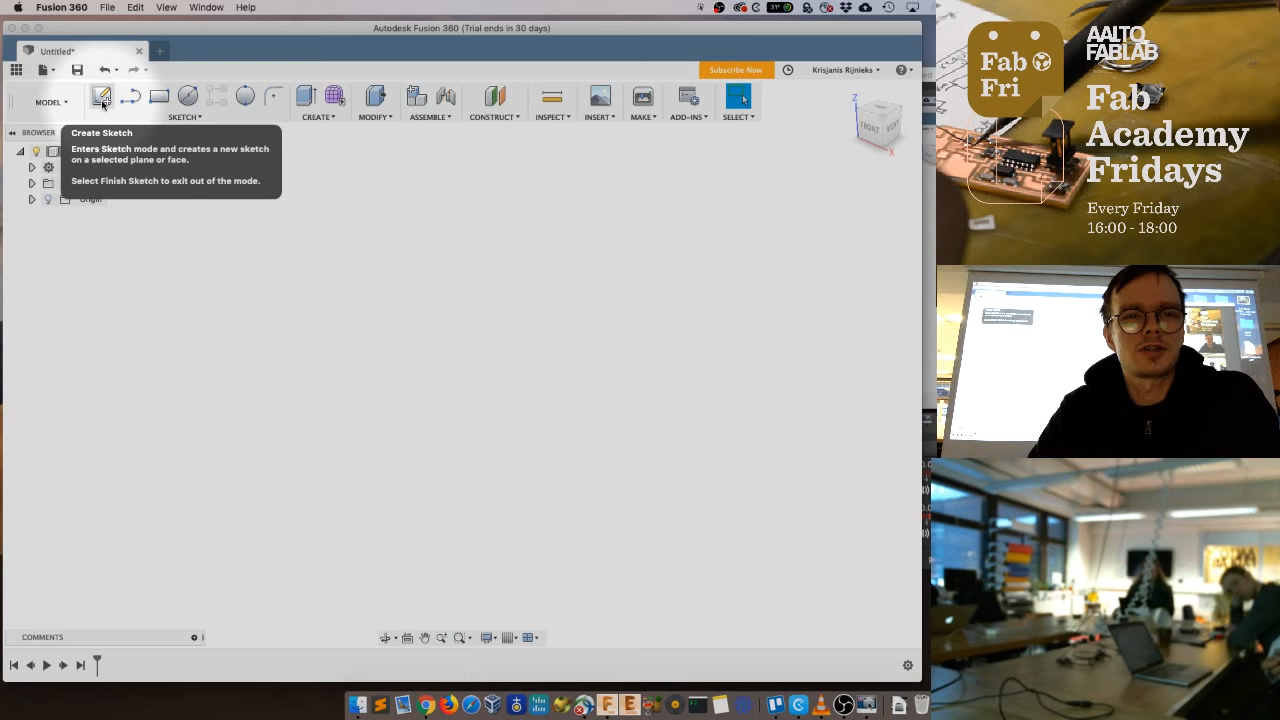 Fusion 360 File Edit View Window Help
31°
Autodesk Fusion 360 (Trial ends in 30 days)
Untitled*
Subscribe Now
Krisjanis Rijnieks
MODEL
SKETCH
CREATE
MODIFY
ASSEMBLE
CONSTRUCT
INSPECT
INSERT
MAKE
ADD-INS
SELECT
BROWSER
Create Sketch
Enters Sketch mode and creates a new sketch
on a selected plane or face.
Select Finish Sketch to exit out of the mode.
Origin
Z
FRONT
RIGHT
X
COMMENTS
Fab
Fri
AALTO
FABLAB
Fab
Academy
Fridays
Every Friday
16:00 - 18:00